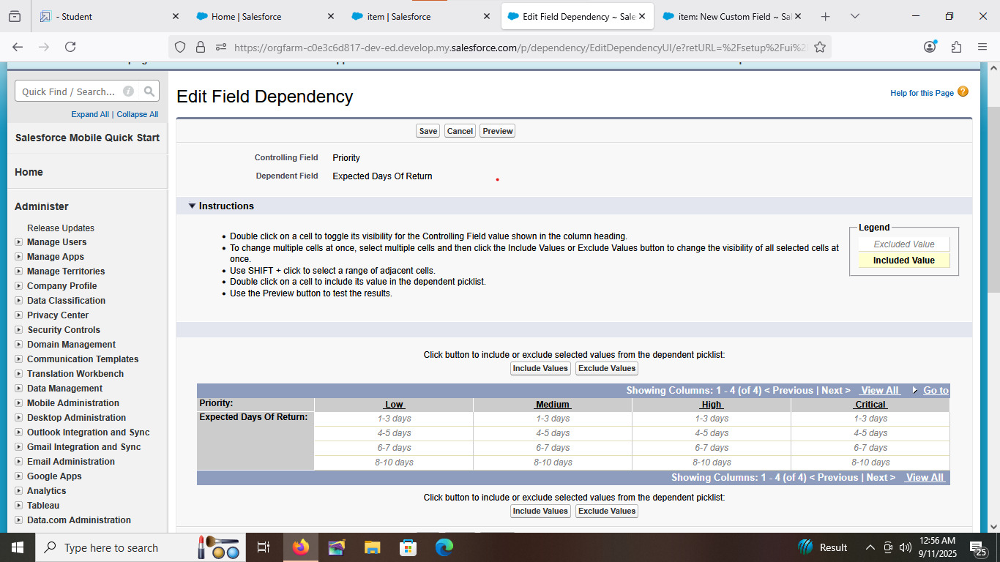 - Student
Home | Salesforce
item | Salesforce
Edit Field Dependency ~ Sale
item: New Custom Field ~ Sal
https://orgfarm-c0e3c6d817-dev-ed.develop.my.salesforce.com/p/dependency/EditDependencyUI/e?retURL=%2Fsetup%2Fui%2
Quick Find / Search...
Expand All | Collapse All
Salesforce Mobile Quick Start
Home
Administer
Release Updates
Manage Users
Manage Apps
Manage Territories
Company Profile
Data Classification
Privacy Center
Security Controls
Domain Management
Communication Templates
Translation Workbench
Data Management
Mobile Administration
Desktop Administration
Outlook Integration and Sync
Gmail Integration and Sync
Email Administration
Google Apps
Analytics
Tableau
Data.com Administration
Edit Field Dependency
Help for this Page
Save Cancel Preview
Controlling Field Priority
Dependent Field Expected Days Of Return
Instructions
• Double click on a cell to toggle its visibility for the Controlling Field value shown in the column heading.
• To change multiple cells at once, select multiple cells and then click the Include Values or Exclude Values button to change the visibility of all selected cells at
once.
• Use SHIFT + click to select a range of adjacent cells.
• Double click on a cell to include its value in the dependent picklist.
• Use the Preview button to test the results.
Legend
Excluded Value
Included Value
Click button to include or exclude selected values from the dependent picklist:
Include Values Exclude Values
Showing Columns: 1 - 4 (of 4) < Previous | Next > View All Go to
Priority: Low Medium High Critical
Expected Days Of Return: 1-3 days 1-3 days 1-3 days 1-3 days
4-5 days 4-5 days 4-5 days 4-5 days
6-7 days 6-7 days 6-7 days 6-7 days
8-10 days 8-10 days 8-10 days 8-10 days
Showing Columns: 1 - 4 (of 4) < Previous | Next > View All
Click button to include or exclude selected values from the dependent picklist:
Include Values Exclude Values
Type here to search
Result
12:56 AM
9/11/2025
25